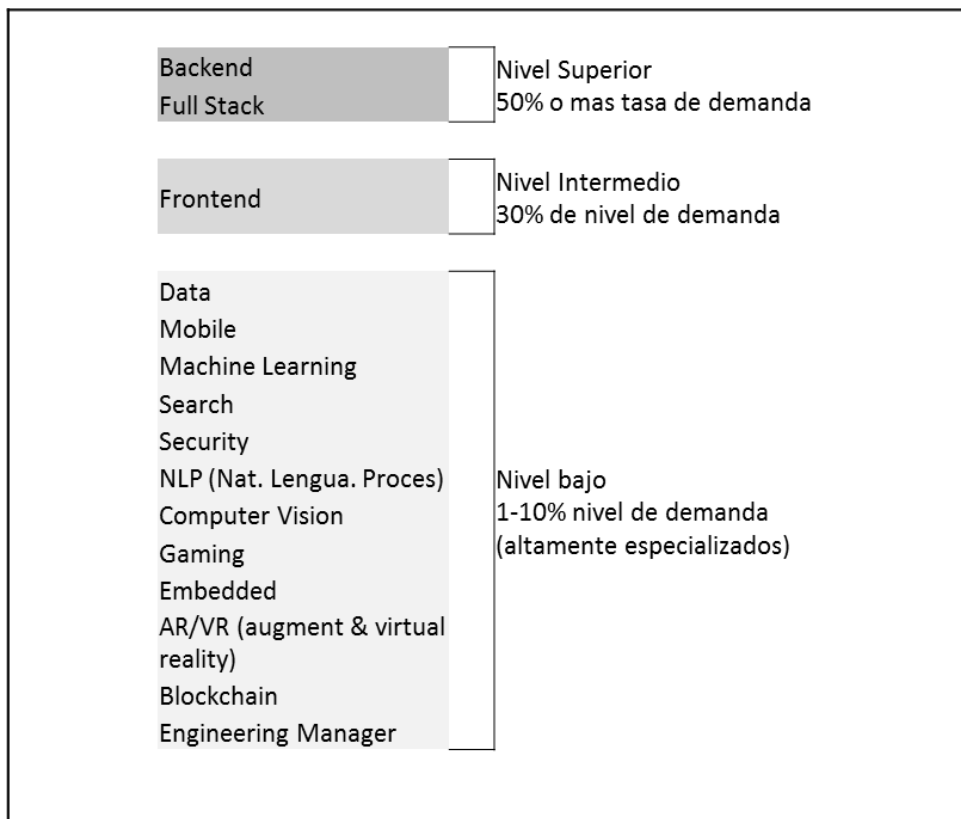 Backend
Full Stack
Nivel Superior
50% o mas tasa de demanda
Frontend
Nivel Intermedio
30% de nivel de demanda
Data
Mobile
Machine Learning
Search
Security
NLP (Nat. Lengua. Proces)
Computer Vision
Gaming
Embedded
AR/VR (augment & virtual
reality)
Blockchain
Engineering Manager
Nivel bajo
1-10% nivel de demanda
(altamente especializados)